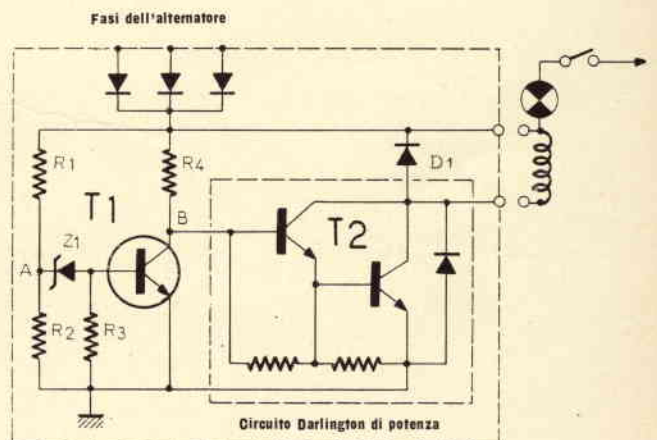 Fasi dell'alternatore
R1
R4
D1
T1
B
T2
A
Z1
R2
R3
Circuito Darlington di potenza